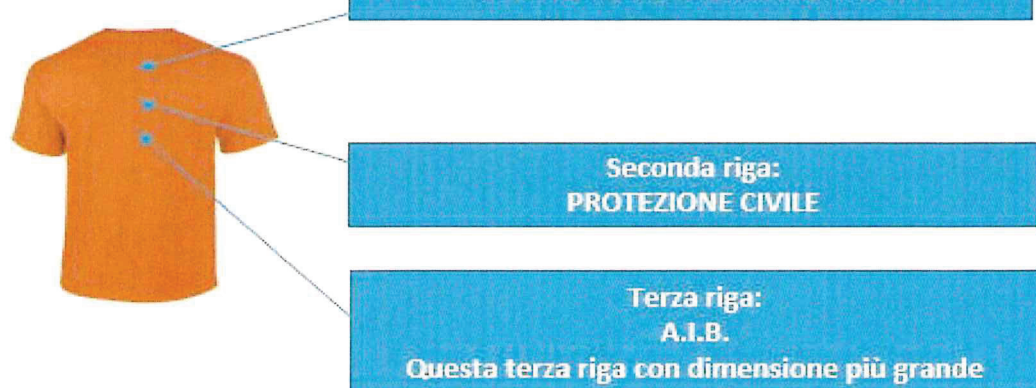 Seconda riga:
PROTEZIONE CIVILE
Terza riga:
A.I.B.
Questa terza riga con dimensione più grande